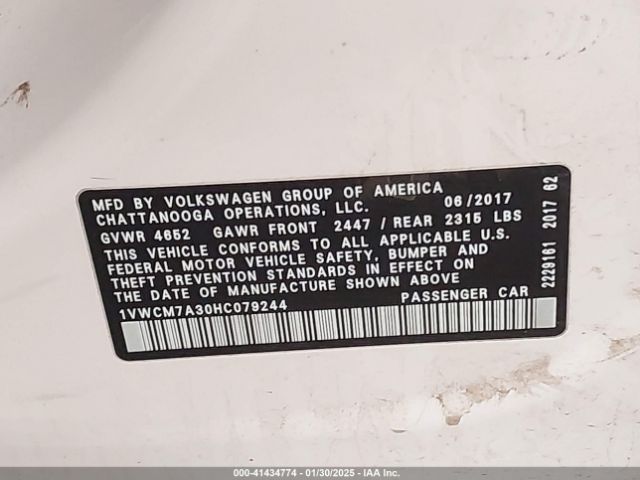 MFD BY VOLKSWAGEN GROUP OF AMERICA
CHATTANOOGA OPERATIONS, LLC. 06/2017
GVWR 4652 GAWR FRONT 2447 / REAR 2315 LBS
THIS VEHICLE CONFORMS TO ALL APPLICABLE U.S.
FEDERAL MOTOR VEHICLE SAFETY, BUMPER AND
THEFT PREVENTION STANDARDS IN EFFECT ON
THE DATE OF MANUFACTURE SHOWN ABOVE
1VWCM7A30HC079244 PASSENGER CAR
2229161 2017 62
000-41434774 - 01/30/2025 - IAA Inc.